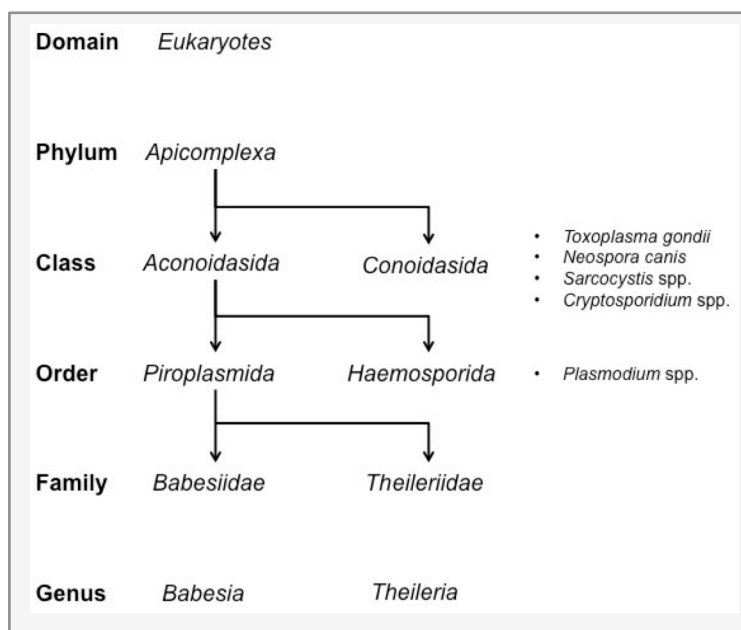 Domain Eukaryotes
Phylum Apicomplexa
Class Aconoidasida Conoidasida
• Toxoplasma gondii
• Neospora canis
• Sarcocystis spp.
• Cryptosporidium spp.
Order Piroplasmida Haemosporida • Plasmodium spp.
Family Babesiidae Theileriidae
Genus Babesia Theileria